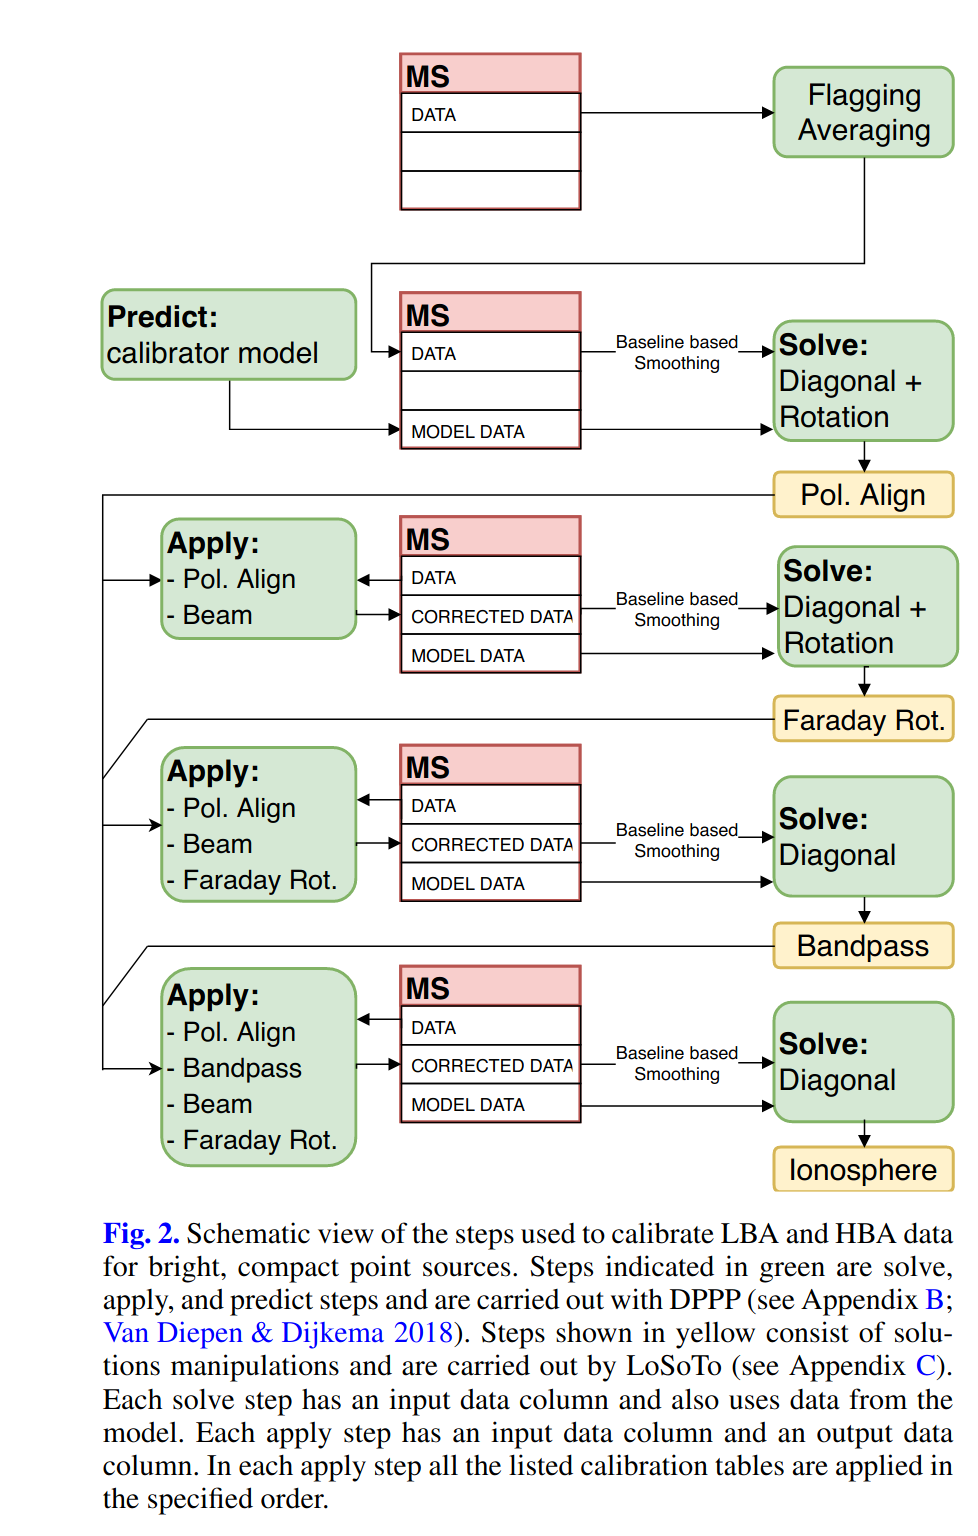 MS
DATA
Flagging
Averaging
Predict:
calibrator model
MS
DATA
MODEL DATA
Baseline based
Smoothing
Solve:
Diagonal +
Rotation
Pol. Align
Apply:
- Pol. Align
- Beam
MS
DATA
CORRECTED DATA
MODEL DATA
Baseline based
Smoothing
Solve:
Diagonal +
Rotation
Faraday Rot.
Apply:
- Pol. Align
- Beam
- Faraday Rot.
MS
DATA
CORRECTED DATA
MODEL DATA
Baseline based
Smoothing
Solve:
Diagonal
Bandpass
Apply:
- Pol. Align
- Bandpass
- Beam
- Faraday Rot.
MS
DATA
CORRECTED DATA
MODEL DATA
Baseline based
Smoothing
Solve:
Diagonal
Ionosphere
Fig. 2. Schematic view of the steps used to calibrate LBA and HBA data
for bright, compact point sources. Steps indicated in green are solve,
apply, and predict steps and are carried out with DPPP (see Appendix B;
Van Diepen & Dijkema 2018). Steps shown in yellow consist of solu-
tions manipulations and are carried out by LoSoTo (see Appendix C).
Each solve step has an input data column and also uses data from the
model. Each apply step has an input data column and an output data
column. In each apply step all the listed calibration tables are applied in
the specified order.